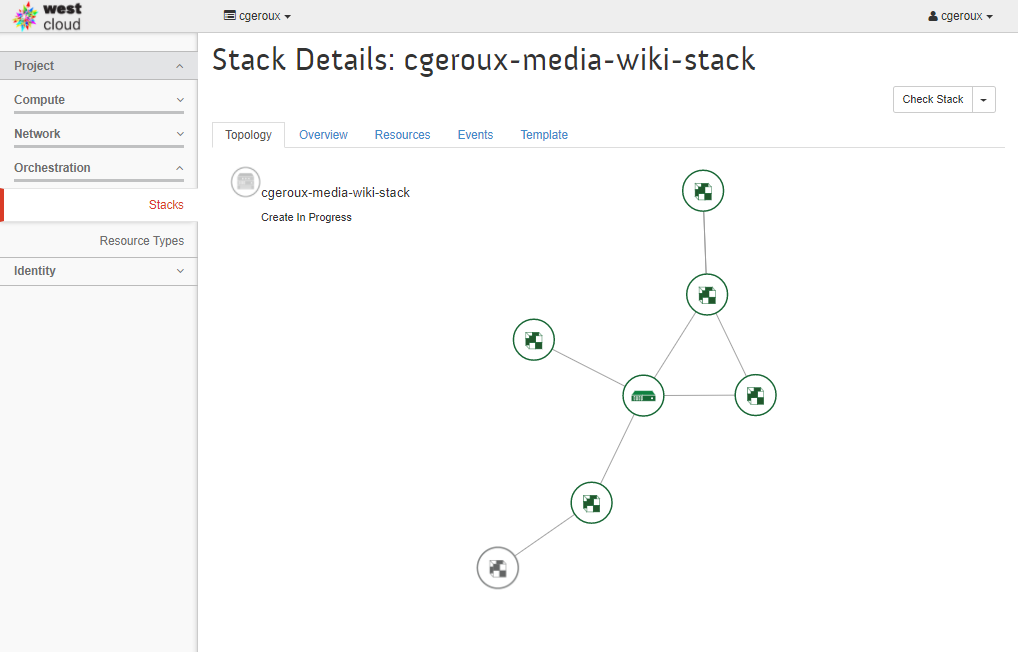 west
cloud
cgeroux
cgeroux
Project
Compute
Network
Orchestration
Stacks
Resource Types
Identity
Stack Details: cgeroux-media-wiki-stack
Check Stack
Topology Overview Resources Events Template
cgeroux-media-wiki-stack
Create In Progress